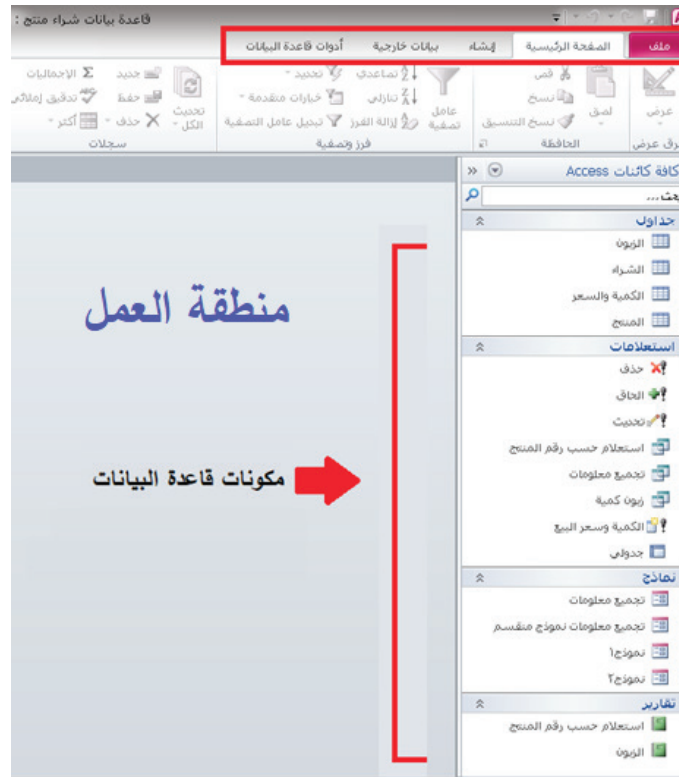 قاعدة بيانات شراء منتج :
ملف الصفحة الرئيسية إنشاء بيانات خارجية أدوات قاعدة البيانات
عرض
لصق
قص
نسخ
نسخ التنسيق
الحافظة
عامل تصفية
تصاعدي
تنازلي
إزالة الفرز
تحديد
خيارات متقدمة
تبديل عامل التصفية
فرز وتصفية
تحديث الكل
جديد
حفظ
حذف
الإجماليات
تدقيق إملائي
أكثر
سجلات
كافة كائنات Access
جداول
الزبون
الشراء
الكمية والسعر
المنتج
استعلامات
حذف
الحاق
تحديث
استعلام حسب رقم المنتج
تجميع معلومات
زبون كمية
الكمية وسعر البيع
جدولي
نماذج
تجميع معلومات
تجميع معلومات نموذج منقسم
نموذج١
نموذج٢
تقارير
استعلام حسب رقم المنتج
الزبون
منطقة العمل
مكونات قاعدة البيانات